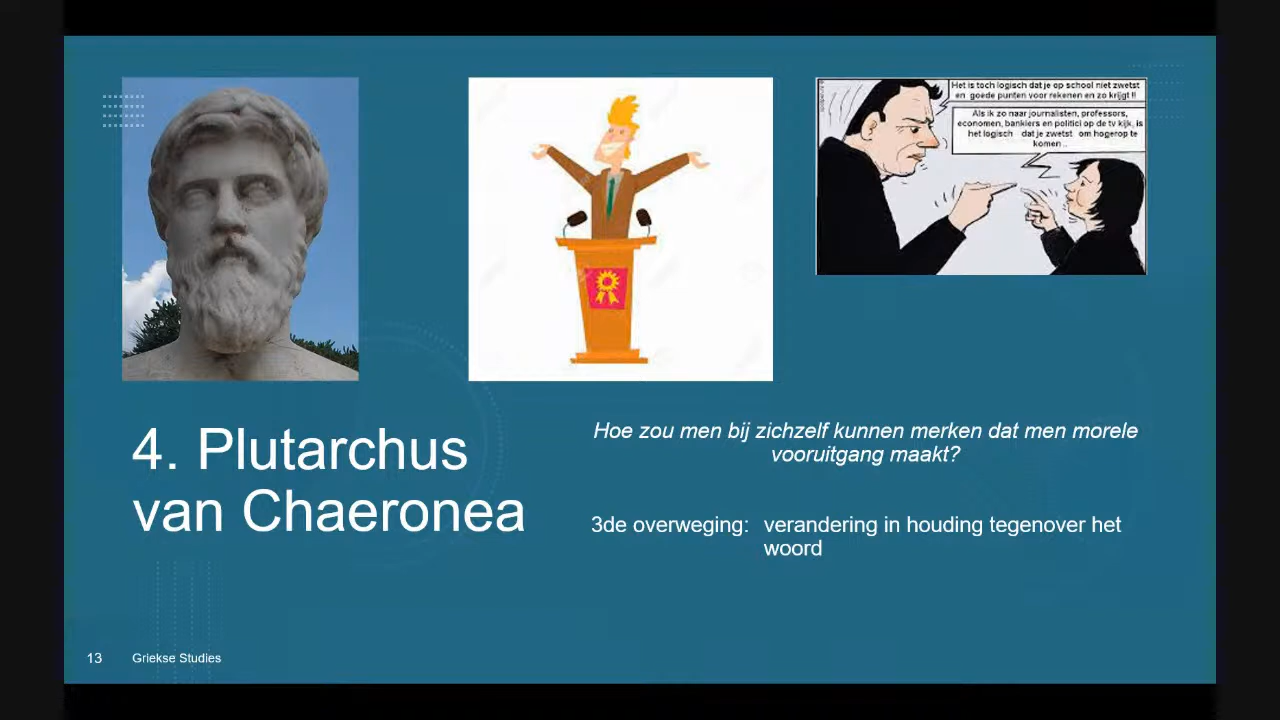 Het is toch logisch dat je op school niet zwetst
en goede punten voor rekenen en zo krijgt !!
Als ik zo naar journalisten, professors,
economen, bankiers en politici op de tv kijk, is
het logisch dat je zwetst om hogerop te
komen ..
4. Plutarchus
van Chaeronea
Hoe zou men bij zichzelf kunnen merken dat men morele
vooruitgang maakt?
3de overweging: verandering in houding tegenover het
woord
13 Griekse Studies